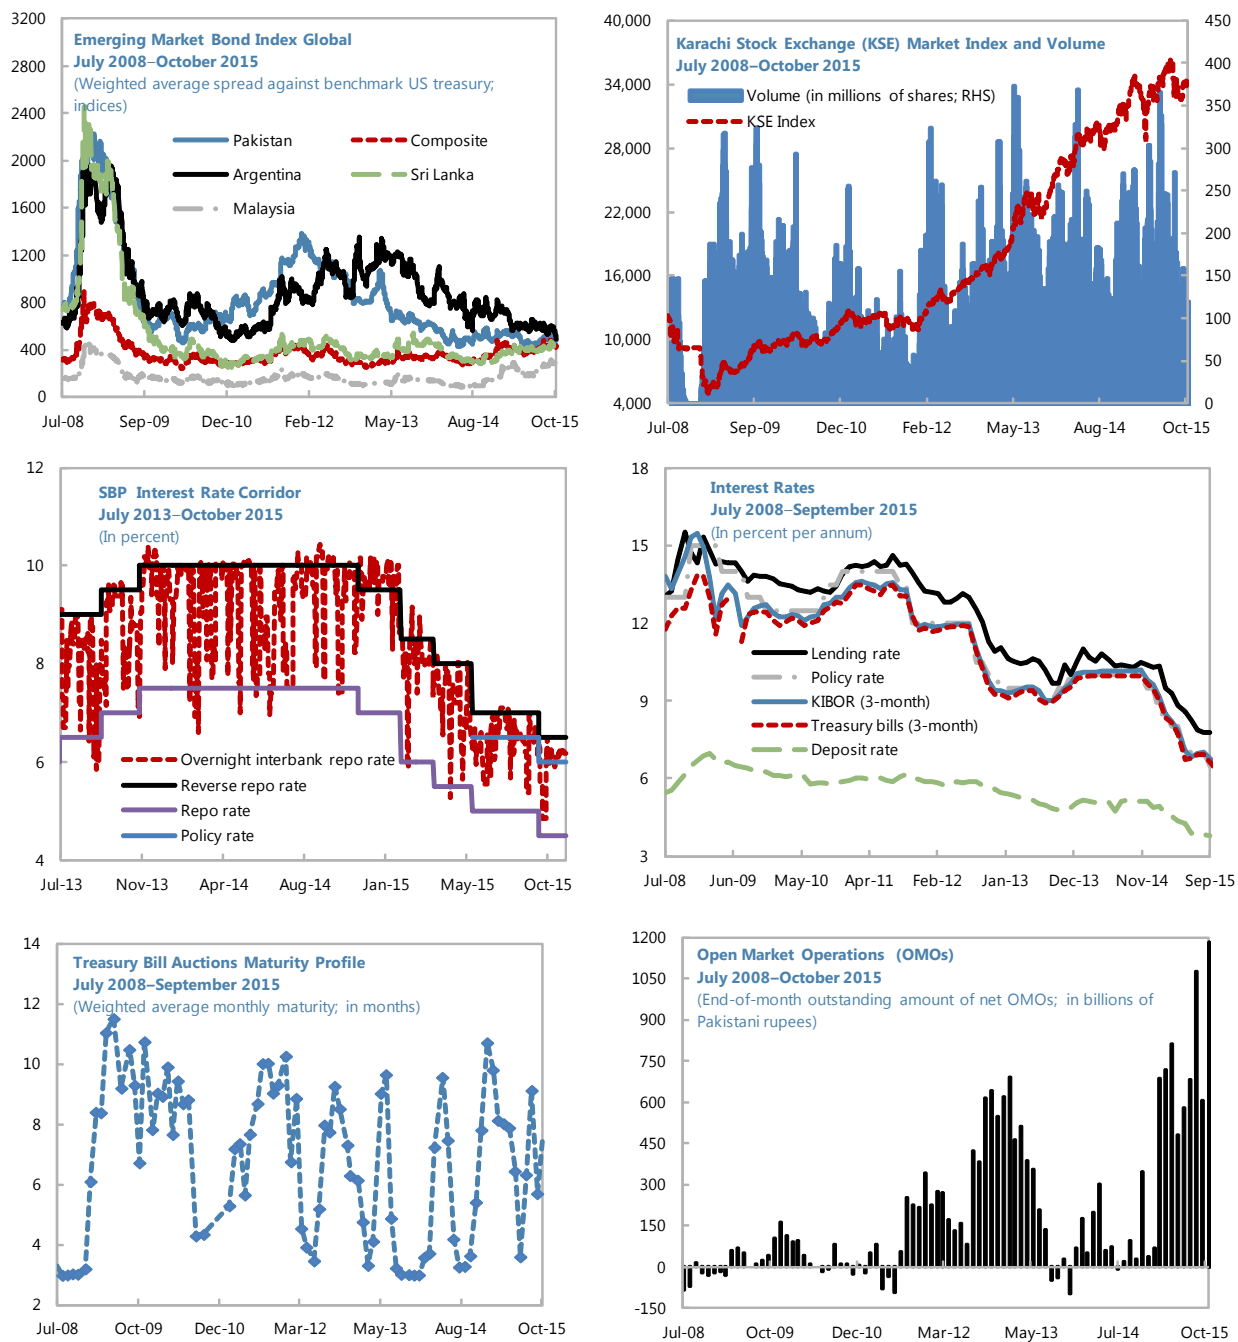 Emerging Market Bond Index Global
July 2008–October 2015
(Weighted average spread against benchmark US treasury;
indices)
Pakistan
Composite
Argentina
Sri Lanka
Malaysia
3200
2800
2400
2000
1600
1200
800
400
0
Jul-08 Sep-09 Dec-10 Feb-12 May-13 Aug-14 Oct-15
Karachi Stock Exchange (KSE) Market Index and Volume
July 2008–October 2015
Volume (in millions of shares; RHS)
KSE Index
40,000
34,000
28,000
22,000
16,000
10,000
4,000
450
400
350
300
250
200
150
100
50
0
Jul-08 Sep-09 Dec-10 Feb-12 May-13 Aug-14 Oct-15
SBP Interest Rate Corridor
July 2013–October 2015
(In percent)
Overnight interbank repo rate
Reverse repo rate
Repo rate
Policy rate
12
10
8
6
4
Jul-13 Nov-13 Apr-14 Aug-14 Jan-15 May-15 Oct-15
Interest Rates
July 2008–September 2015
(In percent per annum)
Lending rate
Policy rate
KIBOR (3-month)
Treasury bills (3-month)
Deposit rate
18
15
12
9
6
3
Jul-08 Jun-09 May-10 Apr-11 Feb-12 Jan-13 Dec-13 Nov-14 Sep-15
Treasury Bill Auctions Maturity Profile
July 2008–September 2015
(Weighted average monthly maturity; in months)
14
12
10
8
6
4
2
Jul-08 Oct-09 Dec-10 Mar-12 May-13 Aug-14 Oct-15
Open Market Operations (OMOs)
July 2008–October 2015
(End-of-month outstanding amount of net OMOs; in billions of
Pakistani rupees)
1200
1050
900
750
600
450
300
150
0
-150
Jul-08 Oct-09 Dec-10 Mar-12 May-13 Jul-14 Oct-15